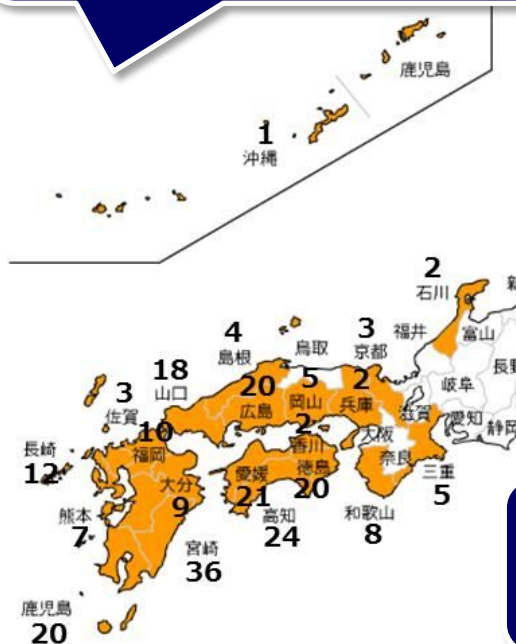 鹿児島
1
沖縄
2
石川
新
福井
富山
長野
4
島根
鳥取
3
京都
18
山口
20
広島
5
岡山
2
兵庫
岐阜
3
佐賀
滋賀
愛知
静岡
10
福岡
2
香川
大阪
奈良
長崎
12
大分
9
愛媛
21
徳島
20
三重
5
熊本
7
高知
24
和歌山
8
宮崎
36
鹿児島
20